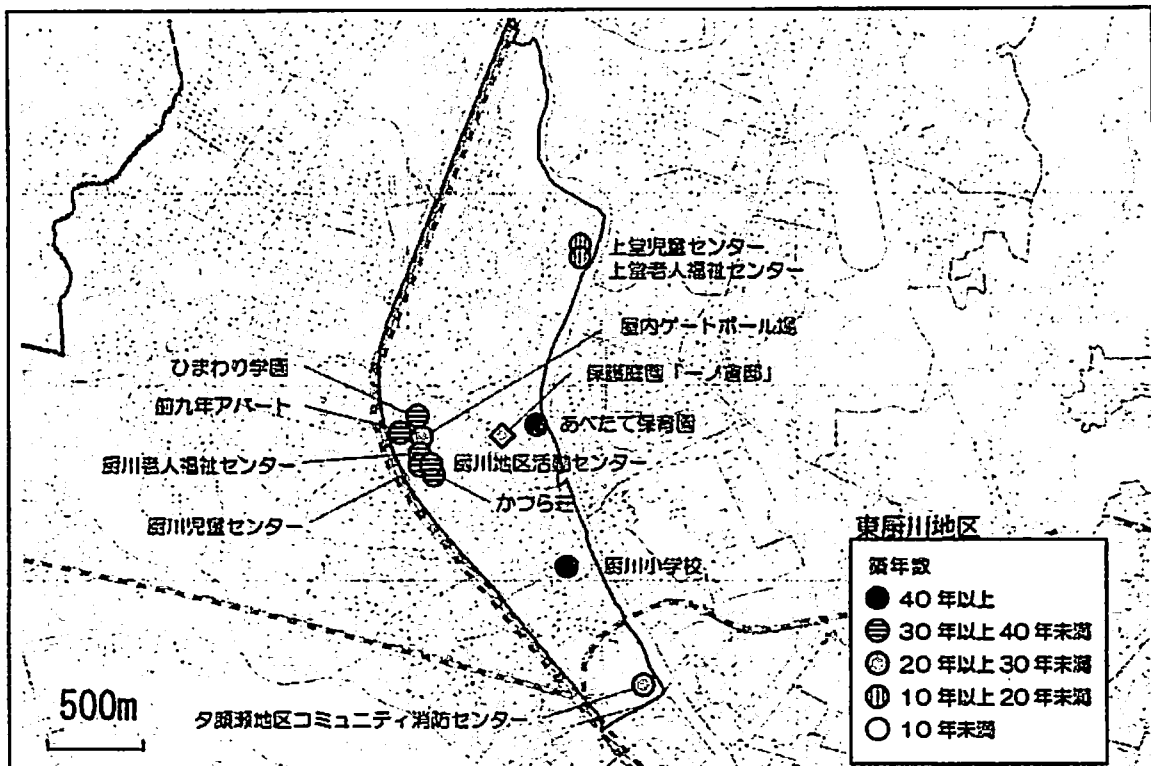 上堂児童センター
上堂老人福祉センター
屋内ゲートボール場
ひまわり学園
保護庭園「一ノ倉邸」
前九年アパート
あべたて保育園
厨川老人福祉センター
厨川地区活動センター
かつら荘
厨川児童センター
厨川小学校
夕顔瀬地区コミュニティ消防センター
500m
東厨川地区
築年数
40年以上
30年以上40年未満
20年以上30年未満
10年以上20年未満
10年未満